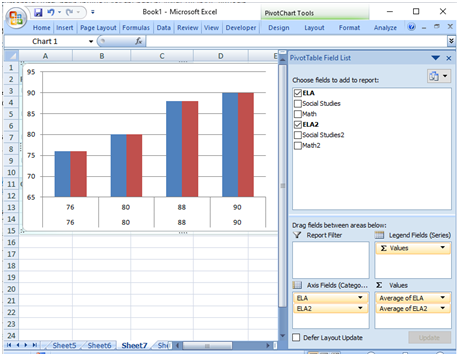 Book1 - Microsoft Excel
PivotChart Tools
Home Insert Page Layout Formulas Data Review View Developer Design Layout Format Analyze
Chart 1
PivotTable Field List
A B C D E
Choose fields to add to report:
ELA
Social Studies
Math
ELA2
Social Studies2
Math2
1
2
3
4
5
6
7
8
9
10
11
12
13
14
15
16
17
18
19
20
21
22
23
24
95
90
85
80
75
70
65
76 80 88 90
76 80 88 90
Drag fields between areas below:
Report Filter
Legend Fields (Series)
Σ Values
Axis Fields (Catego...
Σ Values
ELA
ELA2
Average of ELA
Average of ELA2
Defer Layout Update
Update
Sheet5 Sheet6 Sheet7